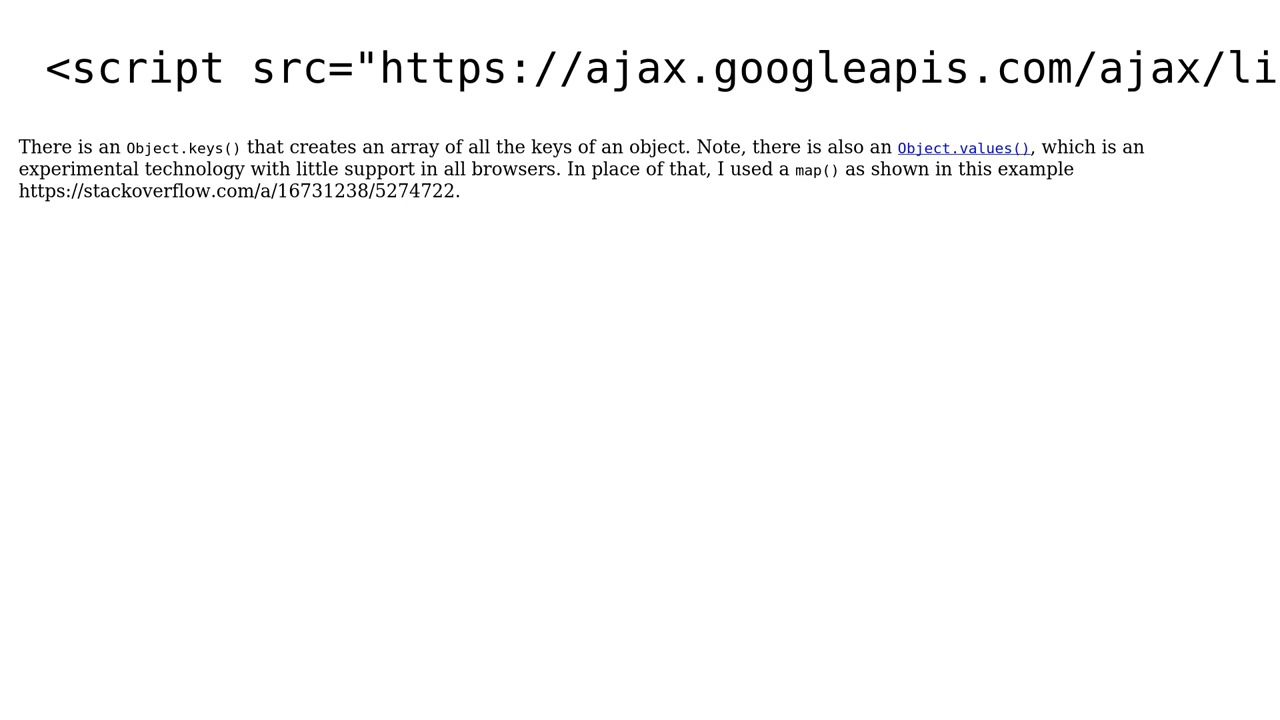 <script src="https://ajax.googleapis.com/ajax/li
There is an Object.keys() that creates an array of all the keys of an object. Note, there is also an Object.values(), which is an
experimental technology with little support in all browsers. In place of that, I used a map() as shown in this example
https://stackoverflow.com/a/16731238/5274722.